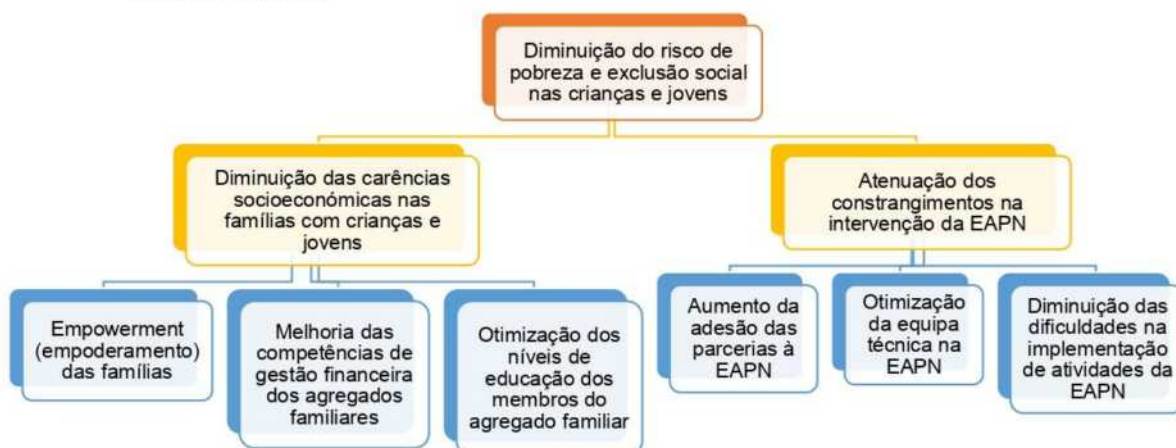 Diminuição do risco de
pobreza e exclusão social
nas crianças e jovens
Diminuição das carências
socioeconómicas nas
famílias com crianças e
jovens
Atenuação dos
constrangimentos na
intervenção da EAPN
Empowerment
(empoderamento)
das famílias
Melhoria das
competências de
gestão financeira
dos agregados
familiares
Otimização dos
níveis de
educação dos
membros do
agregado familiar
Aumento da
adesão das
parcerias à
EAPN
Otimização
da equipa
técnica na
EAPN
Diminuição das
dificuldades na
implementação
de atividades da
EAPN